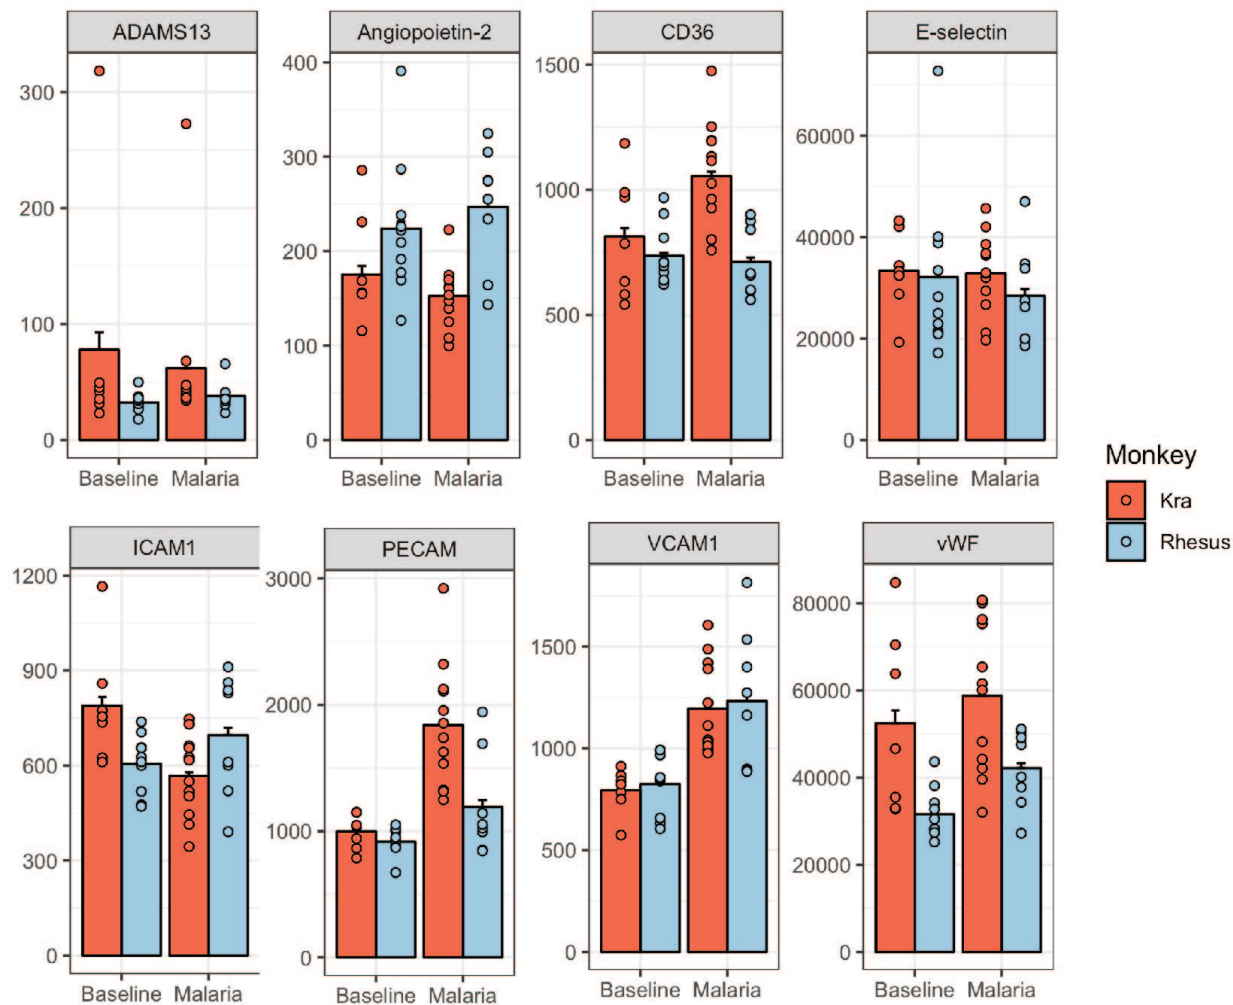 ADAMS13 Angiopoietin-2 CD36 E-selectin
300 200 100 0
400 300 200 100 0
1500 1000 500 0
60000 40000 20000 0
Baseline Malaria Baseline Malaria Baseline Malaria Baseline Malaria
Monkey
Kra
Rhesus
ICAM1 PECAM VCAM1 vWF
1200 900 600 300 0
3000 2000 1000 0
1500 1000 500 0
80000 60000 40000 20000 0
Baseline Malaria Baseline Malaria Baseline Malaria Baseline Malaria